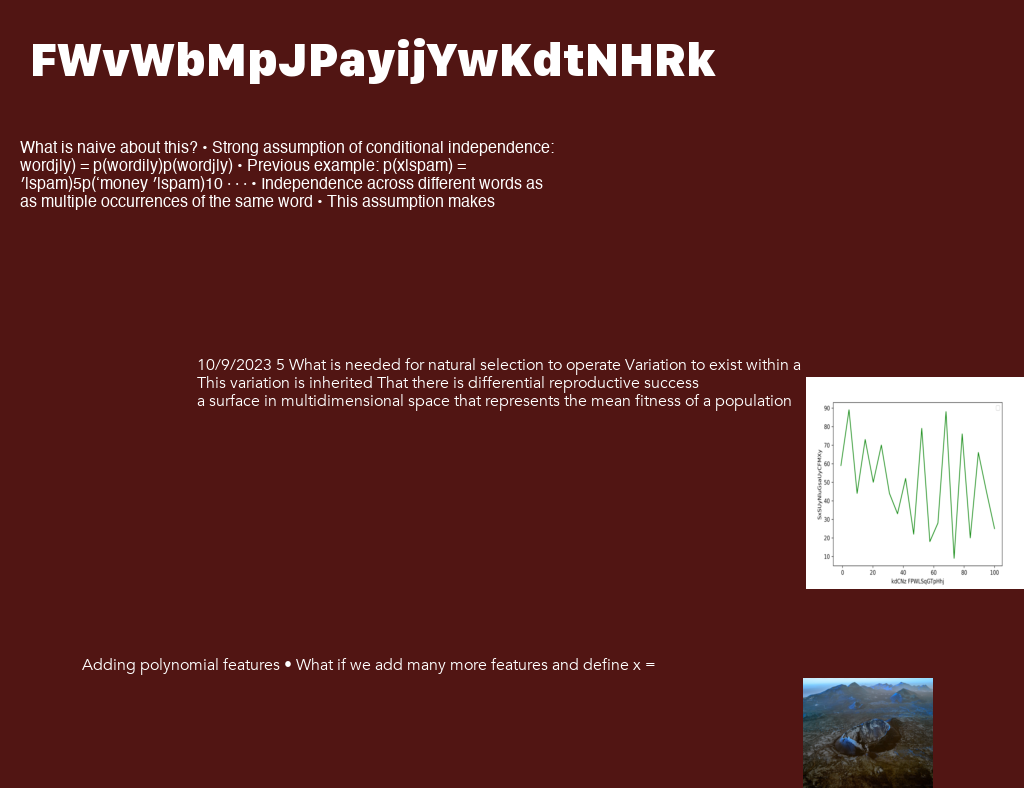 FWvWbMpJPayijYwKdtNHRk
What is naive about this? • Strong assumption of conditional independence:
wordjly) = p(wordily)p(wordjly) • Previous example: p(xlspam) =
′lspam)5p(‘money ′lspam)10 · · · • Independence across different words as
as multiple occurrences of the same word • This assumption makes
10/9/2023 5 What is needed for natural selection to operate Variation to exist within a
This variation is inherited That there is differential reproductive success
a surface in multidimensional space that represents the mean fitness of a population
90
80
70
60
50
40
30
20
10
0 20 40 60 80 100
Adding polynomial features • What if we add many more features and define x =